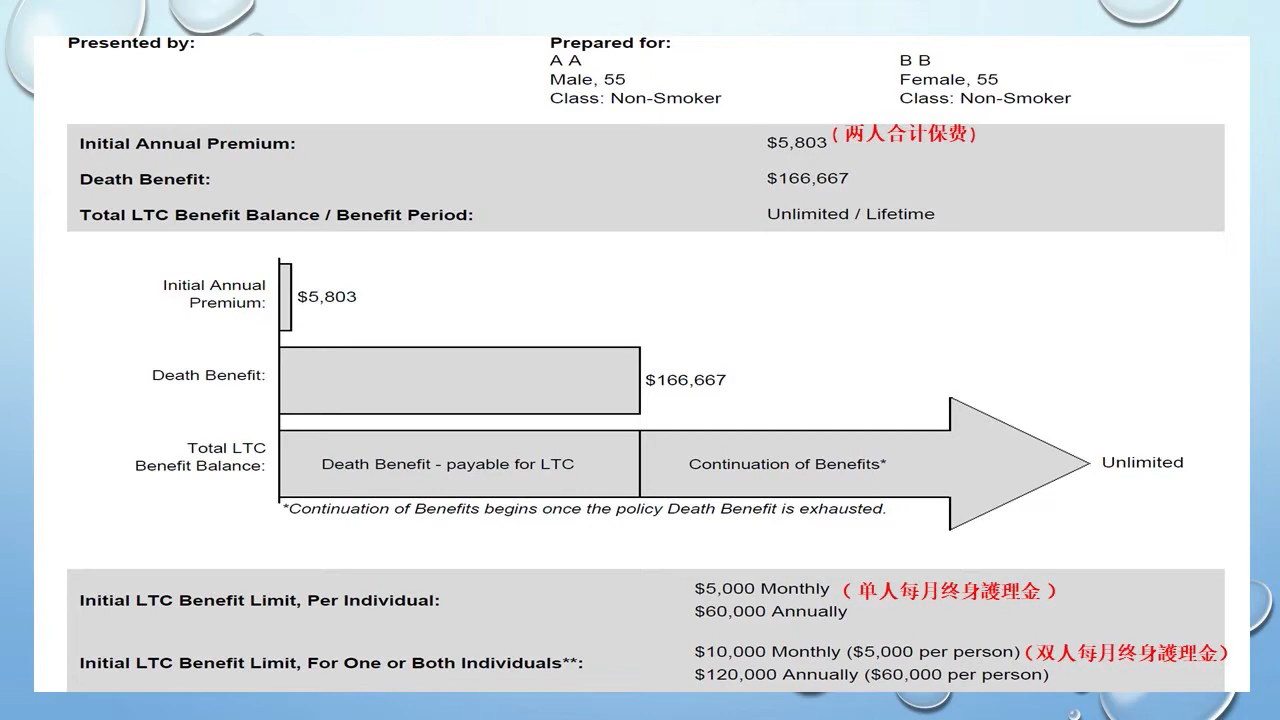 Presented by:
Prepared for:
A A
Male, 55
Class: Non-Smoker
B B
Female, 55
Class: Non-Smoker
Initial Annual Premium: $5,803 (两人合计保费)
Death Benefit: $166,667
Total LTC Benefit Balance / Benefit Period: Unlimited / Lifetime
Initial Annual
Premium:
$5,803
Death Benefit:
$166,667
Total LTC
Benefit Balance:
Death Benefit - payable for LTC
Continuation of Benefits*
Unlimited
*Continuation of Benefits begins once the policy Death Benefit is exhausted.
Initial LTC Benefit Limit, Per Individual:
$5,000 Monthly (单人每月终身護理金)
$60,000 Annually
Initial LTC Benefit Limit, For One or Both Individuals**:
$10,000 Monthly ($5,000 per person) (双人每月终身護理金)
$120,000 Annually ($60,000 per person)